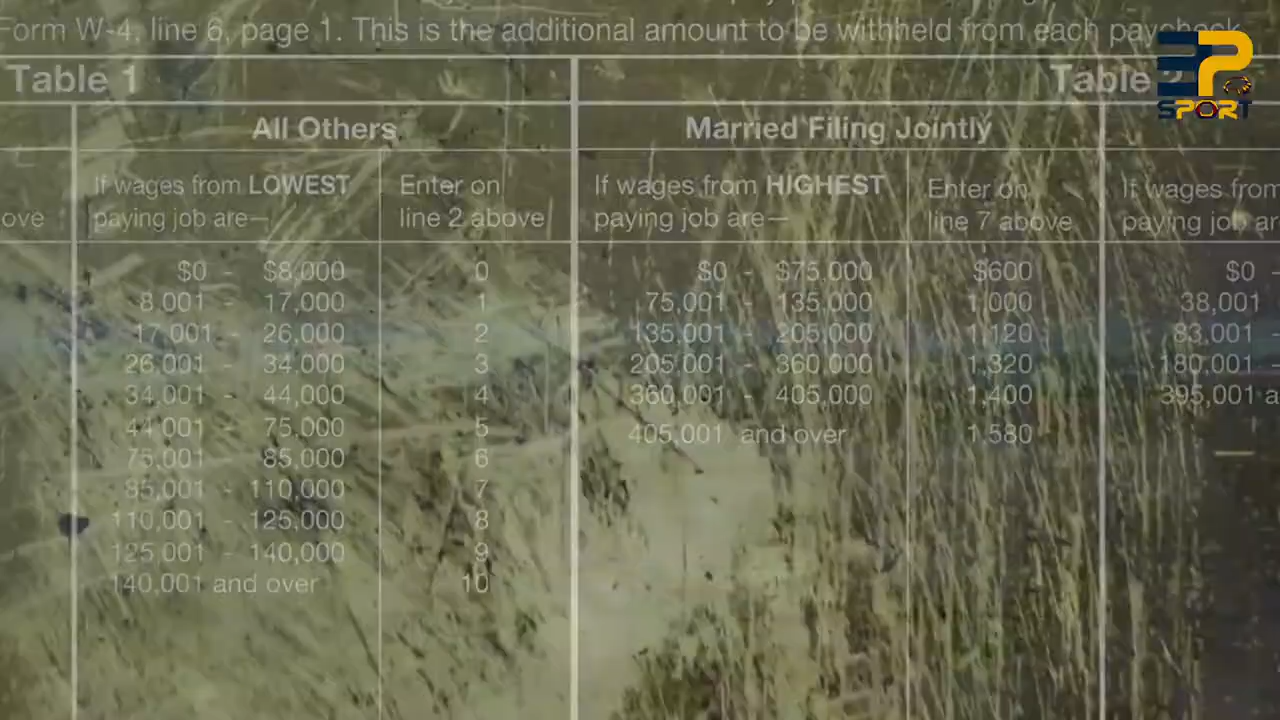 Form W-4, line 6, page 1. This is the additional amount to be withheld from each paycheck
Table 1
Table 2
All Others
Married Filing Jointly
ove
If wages from LOWEST
paying job are—
Enter on
line 2 above
If wages from HIGHEST
paying job are—
Enter on
line 7 above
If wages from
paying job ar
$0 - $8,000 0
8,001 - 17,000 1
17,001 - 26,000 2
26,001 - 34,000 3
34,001 - 44,000 4
44,001 - 75,000 5
75,001 - 85,000 6
85,001 - 110,000 7
110,001 - 125,000 8
125,001 - 140,000 9
140,001 and over 10
$0 - $75,000 $600
75,001 - 135,000 1,000
135,001 - 205,000 1,120
205,001 - 360,000 1,320
360,001 - 405,000 1,400
405,001 and over 1,580
$0 -
38,001
83,001 -
180,001 -
395,001 a
SPORT